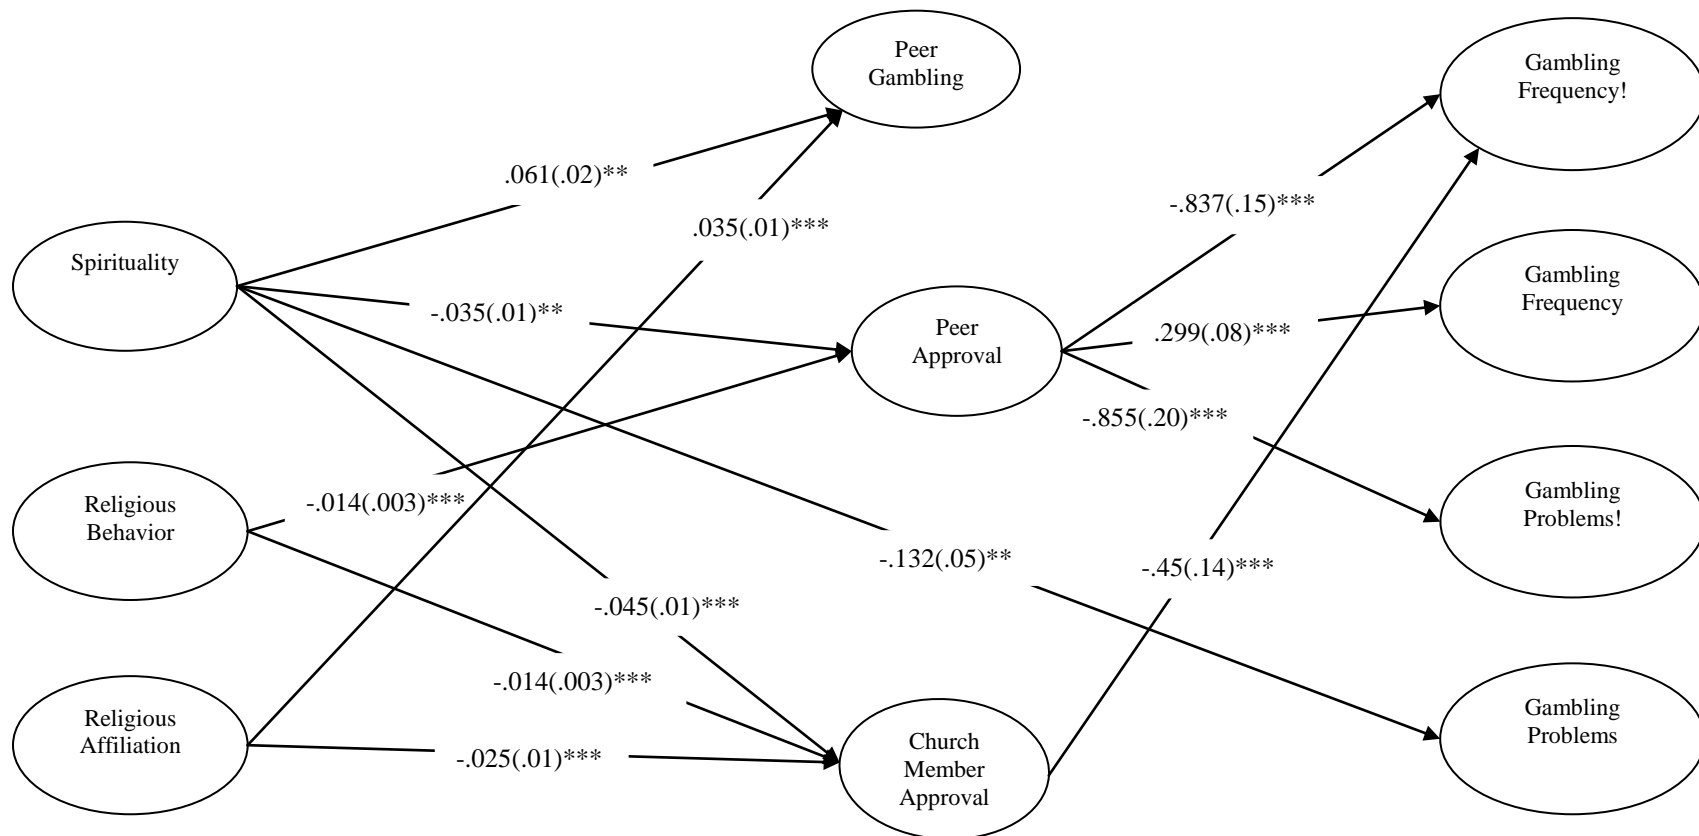 Peer
Gambling
Gambling
Frequency!
.061(.02)**
-.837(.15)***
.035(.01)***
Spirituality
Gambling
Frequency
-.035(.01)**
Peer
Approval
.299(.08)***
-.855(.20)***
Religious
Behavior
-.014(.003)***
Gambling
Problems!
-.132(.05)**
-.45(.14)***
-.045(.01)***
-.014(.003)***
Religious
Affiliation
-.025(.01)***
Church
Member
Approval
Gambling
Problems